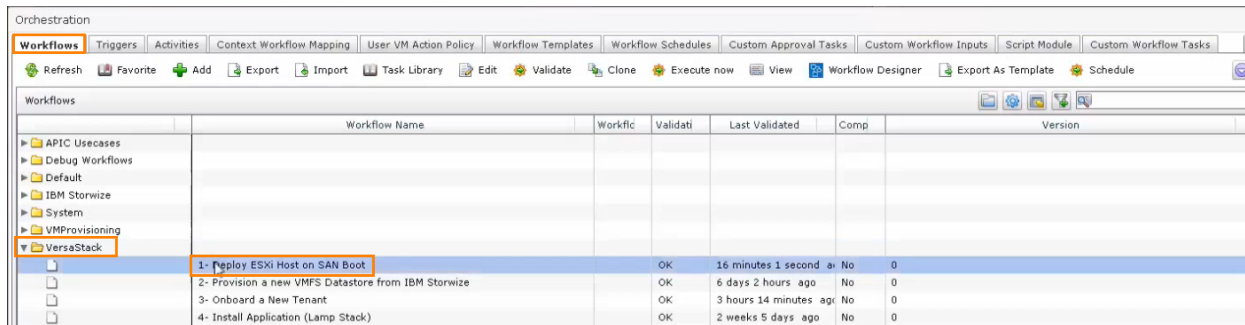 Orchestration
Workflows Triggers Activities Context Workflow Mapping User VM Action Policy Workflow Templates Workflow Schedules Custom Approval Tasks Custom Workflow Inputs Script Module Custom Workflow Tasks
Refresh Favorite Add Export Import Task Library Edit Validate Clone Execute now View Workflow Designer Export As Template Schedule
Workflows
Workflow Name Workflc Validati Last Validated Comp Version
APIC Usecases
Debug Workflows
Default
IBM Storwize
System
VMProvisioning
VersaStack
1- Deploy ESXi Host on SAN Boot OK 16 minutes 1 second a No 0
2- Provision a new VMFS Datastore from IBM Storwize OK 6 days 2 hours ago No 0
3- Onboard a New Tenant OK 3 hours 14 minutes ago No 0
4- Install Application (Lamp Stack) OK 2 weeks 5 days ago No 0